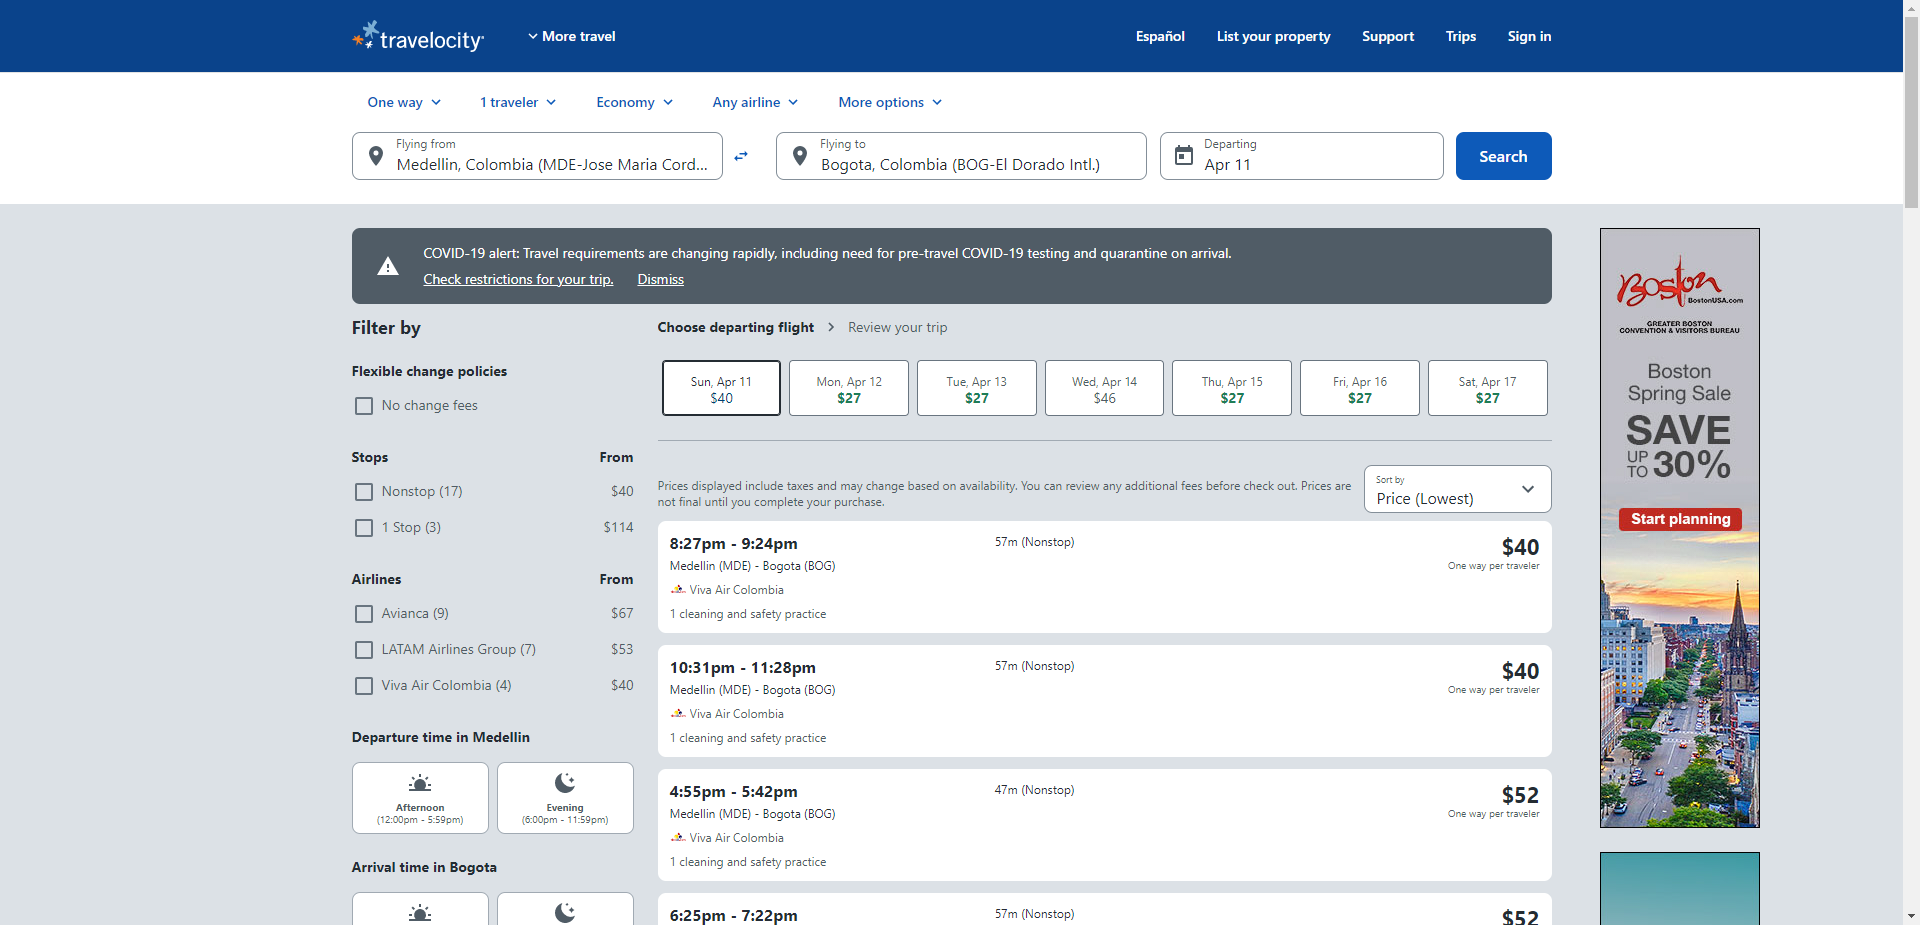 travelocity
More travel
Español
List your property
Support
Trips
Sign in
One way
1 traveler
Economy
Any airline
More options
Flying from
Medellin, Colombia (MDE-Jose Maria Cord...
Flying to
Bogota, Colombia (BOG-El Dorado Intl.)
Departing
Apr 11
Search
COVID-19 alert: Travel requirements are changing rapidly, including need for pre-travel COVID-19 testing and quarantine on arrival.
Check restrictions for your trip.
Dismiss
Filter by
Flexible change policies
No change fees
Stops
From
Nonstop (17)
$40
1 Stop (3)
$114
Airlines
From
Avianca (9)
$67
LATAM Airlines Group (7)
$53
Viva Air Colombia (4)
$40
Departure time in Medellin
Afternoon
(12:00pm - 5:59pm)
Evening
(6:00pm - 11:59pm)
Arrival time in Bogota
Choose departing flight
Review your trip
Sun, Apr 11
$40
Mon, Apr 12
$27
Tue, Apr 13
$27
Wed, Apr 14
$46
Thu, Apr 15
$27
Fri, Apr 16
$27
Sat, Apr 17
$27
Prices displayed include taxes and may change based on availability. You can review any additional fees before check out. Prices are
not final until you complete your purchase.
Sort by
Price (Lowest)
8:27pm - 9:24pm
57m (Nonstop)
$40
Medellin (MDE) - Bogota (BOG)
One way per traveler
Viva Air Colombia
1 cleaning and safety practice
10:31pm - 11:28pm
57m (Nonstop)
$40
Medellin (MDE) - Bogota (BOG)
One way per traveler
Viva Air Colombia
1 cleaning and safety practice
4:55pm - 5:42pm
47m (Nonstop)
$52
Medellin (MDE) - Bogota (BOG)
One way per traveler
Viva Air Colombia
1 cleaning and safety practice
6:25pm - 7:22pm
57m (Nonstop)
$52
Boston
BostonUSA.com
GREATER BOSTON
CONVENTION & VISITORS BUREAU
Boston
Spring Sale
SAVE
UP TO 30%
Start planning